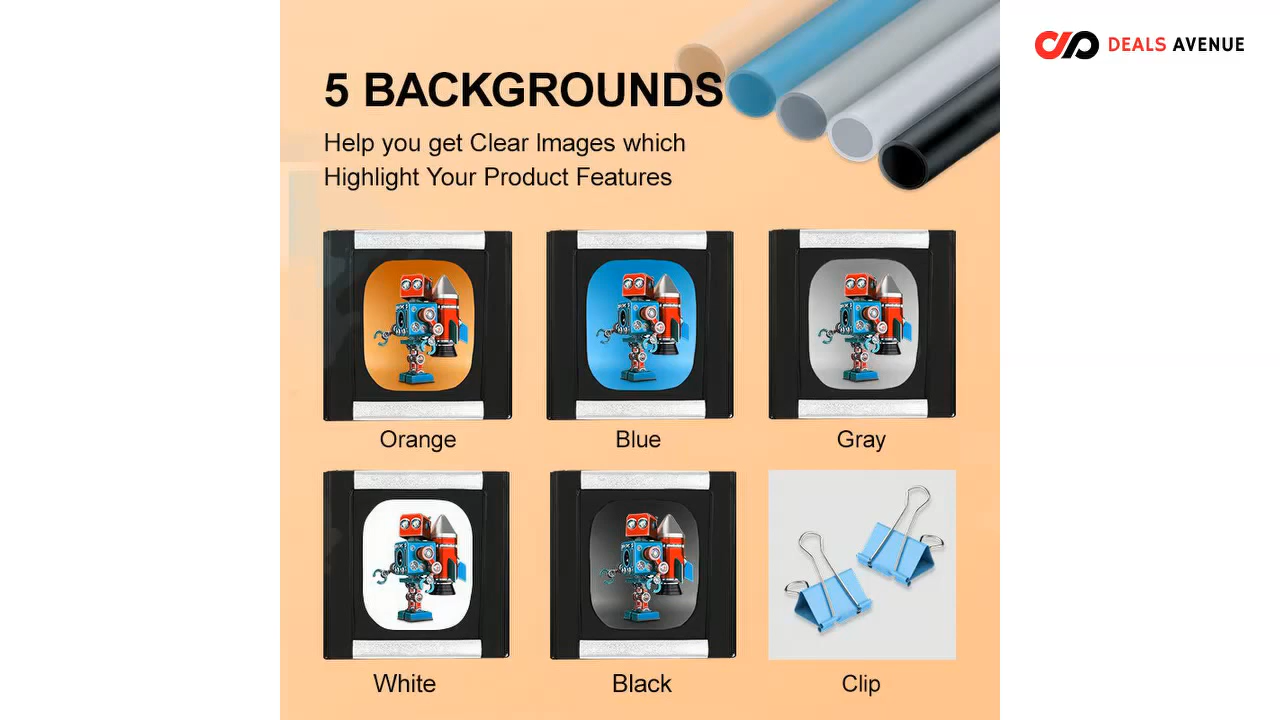 DEALS AVENUE
5 BACKGROUNDS
Help you get Clear Images which
Highlight Your Product Features
Orange
Blue
Gray
White
Black
Clip